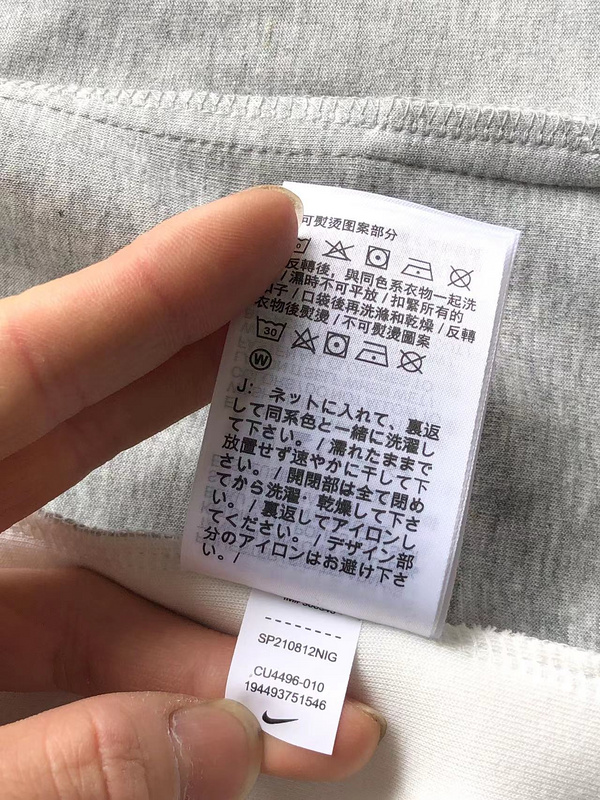 可熨烫图案部分
反轉後，與同色系衣物一起洗
/濕時不可平放/扣緊所有的
子/口袋後再洗滌和乾燥/反轉
衣物後熨燙/不可熨燙圖案
30
W
J: ネットに入れて、裏返
して同系色と一緒に洗濯し
て下さい。/濡れたままで
放置せず速やかに干して下
さい。/開閉部は全て閉め
てから洗濯、乾燥して下さ
い。/裏返してアイロンし
てください。/デザイン部
分のアイロンはお避け下さ
い。/
SP210812NIG
CU4496-010
194493751546